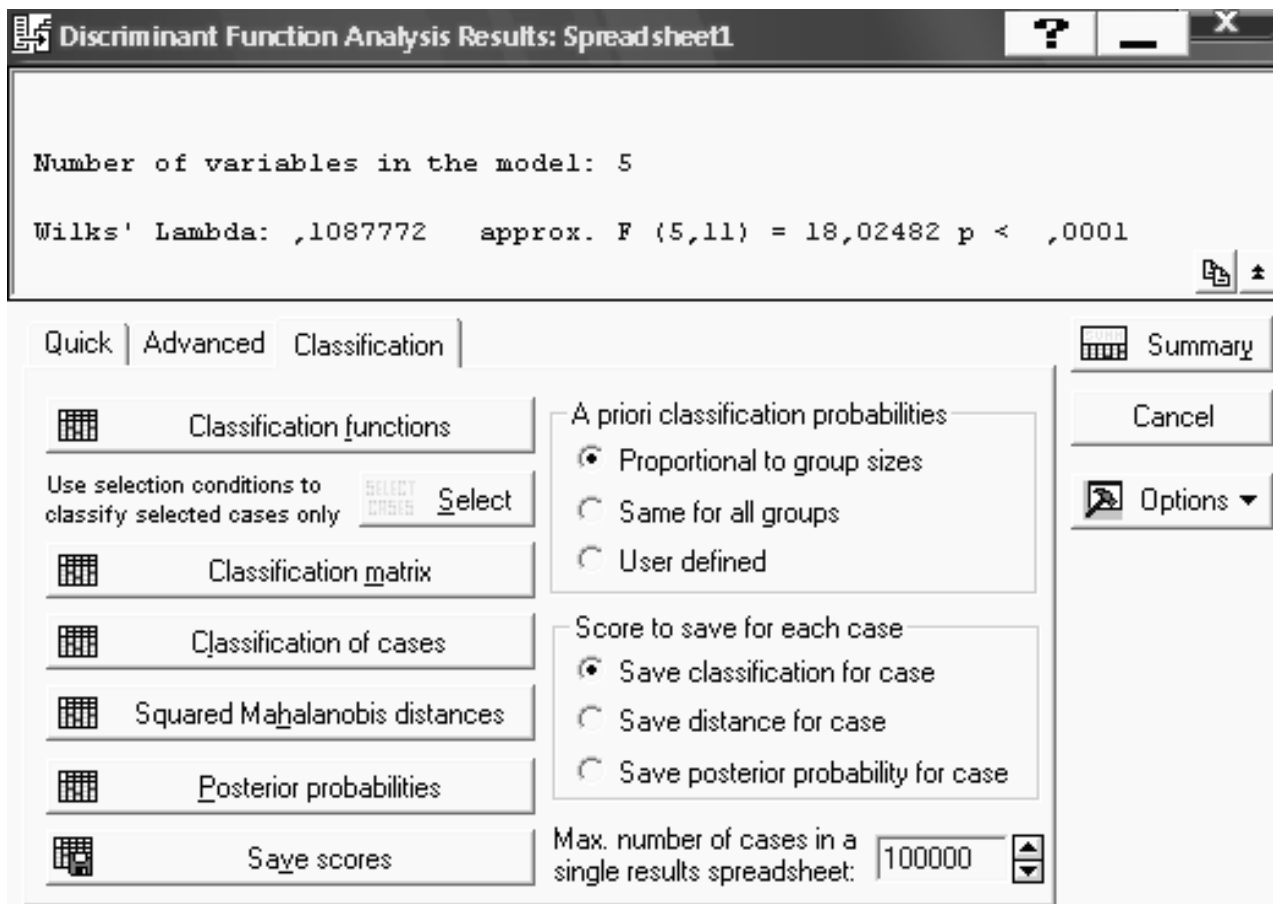 Discriminant Function Analysis Results: Spreadsheet1
? _ X
Number of variables in the model: 5
Wilks' Lambda: ,1087772 approx. F (5,11) = 18,02482 p < ,0001
Quick Advanced Classification
Summary
Cancel
Options
Classification functions
Use selection conditions to
classify selected cases only
SELECT
CASES
Select
Classification matrix
Classification of cases
Squared Mahalanobis distances
Posterior probabilities
Save scores
A priori classification probabilities
Proportional to group sizes
Same for all groups
User defined
Score to save for each case
Save classification for case
Save distance for case
Save posterior probability for case
Max. number of cases in a
single results spreadsheet:
100000